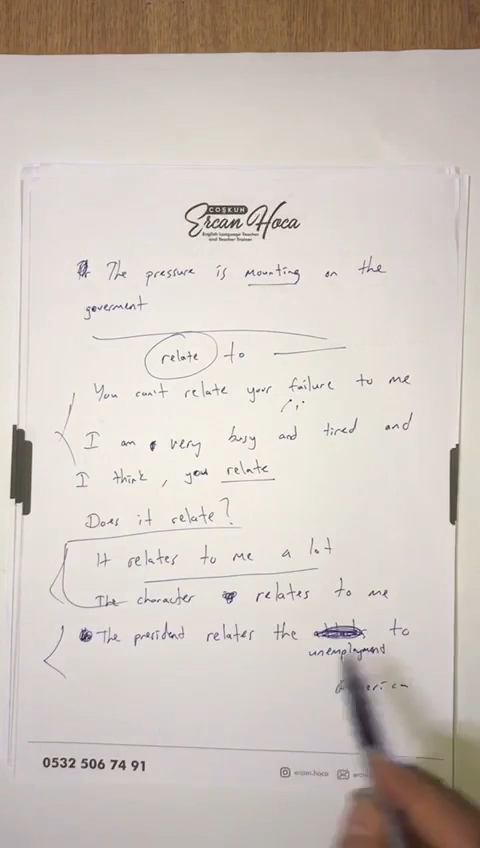 COŞKUN
Ercan Hoca
English Language Teacher
and Teacher Trainer
The pressure is mounting on the
goverment
relate to
You can't relate your failure to me
I am very busy and tired and
I think, you relate
Does it relate?
It relates to me a lot
The character relates to me
The president relates the to
unemployment
0532 506 74 91
ercan.hoca